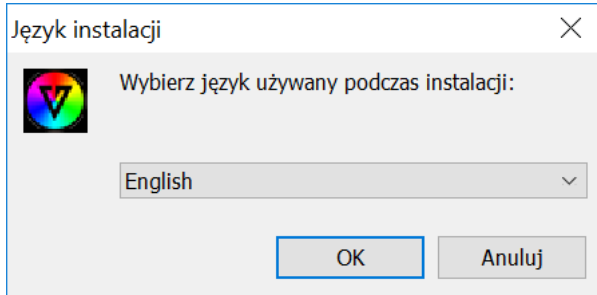 Język instalacji
Wybierz język używany podczas instalacji:
English
OK
Anuluj